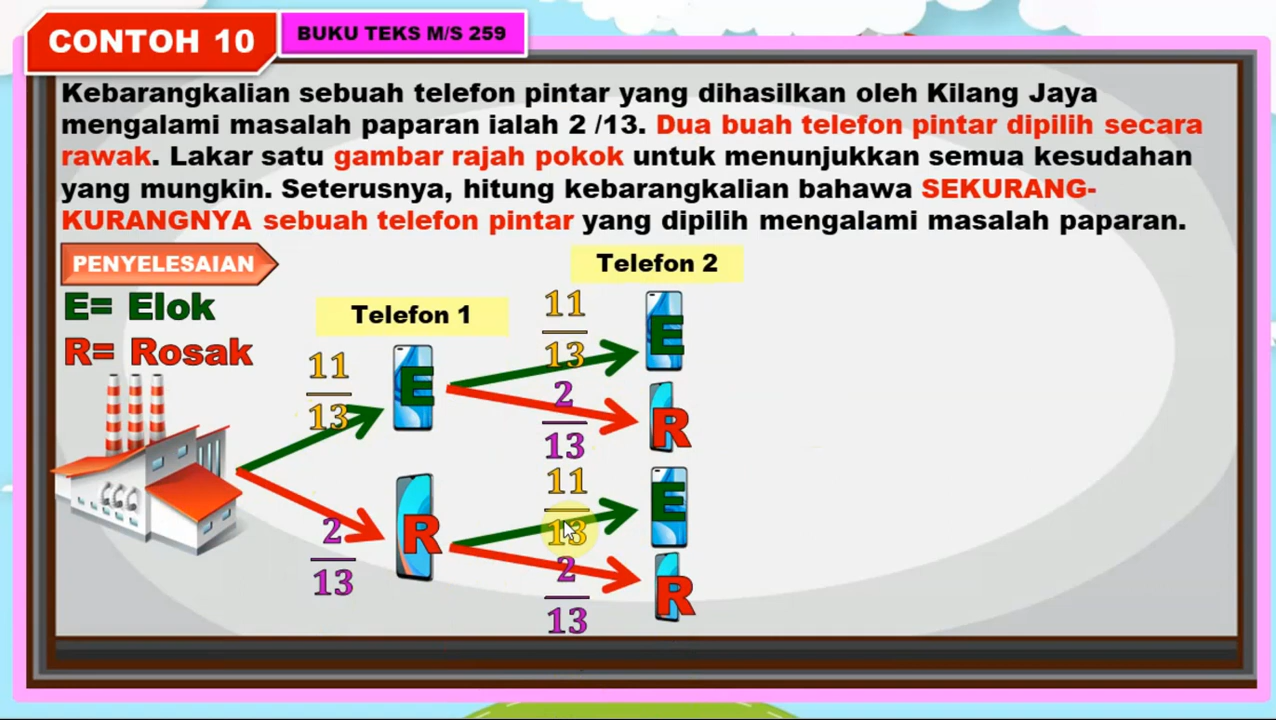 CONTOH 10
BUKU TEKS M/S 259
Kebarangkalian sebuah telefon pintar yang dihasilkan oleh Kilang Jaya
mengalami masalah paparan ialah 2 /13. Dua buah telefon pintar dipilih secara
rawak. Lakar satu gambar rajah pokok untuk menunjukkan semua kesudahan
yang mungkin. Seterusnya, hitung kebarangkalian bahawa SEKURANG-
KURANGNYA sebuah telefon pintar yang dipilih mengalami masalah paparan.
PENYELESAIAN
E= Elok
R= Rosak
Telefon 1
Telefon 2
11
13
E
2
13
R
11
13
E
2
13
R
11
13
E
2
13
R